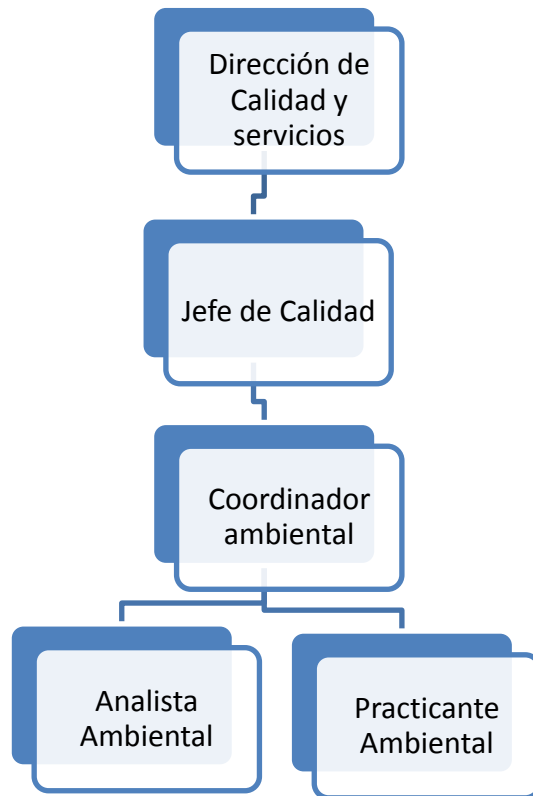 Dirección de
Calidad y
servicios
Jefe de Calidad
Coordinador
ambiental
Analista
Ambiental
Practicante
Ambiental